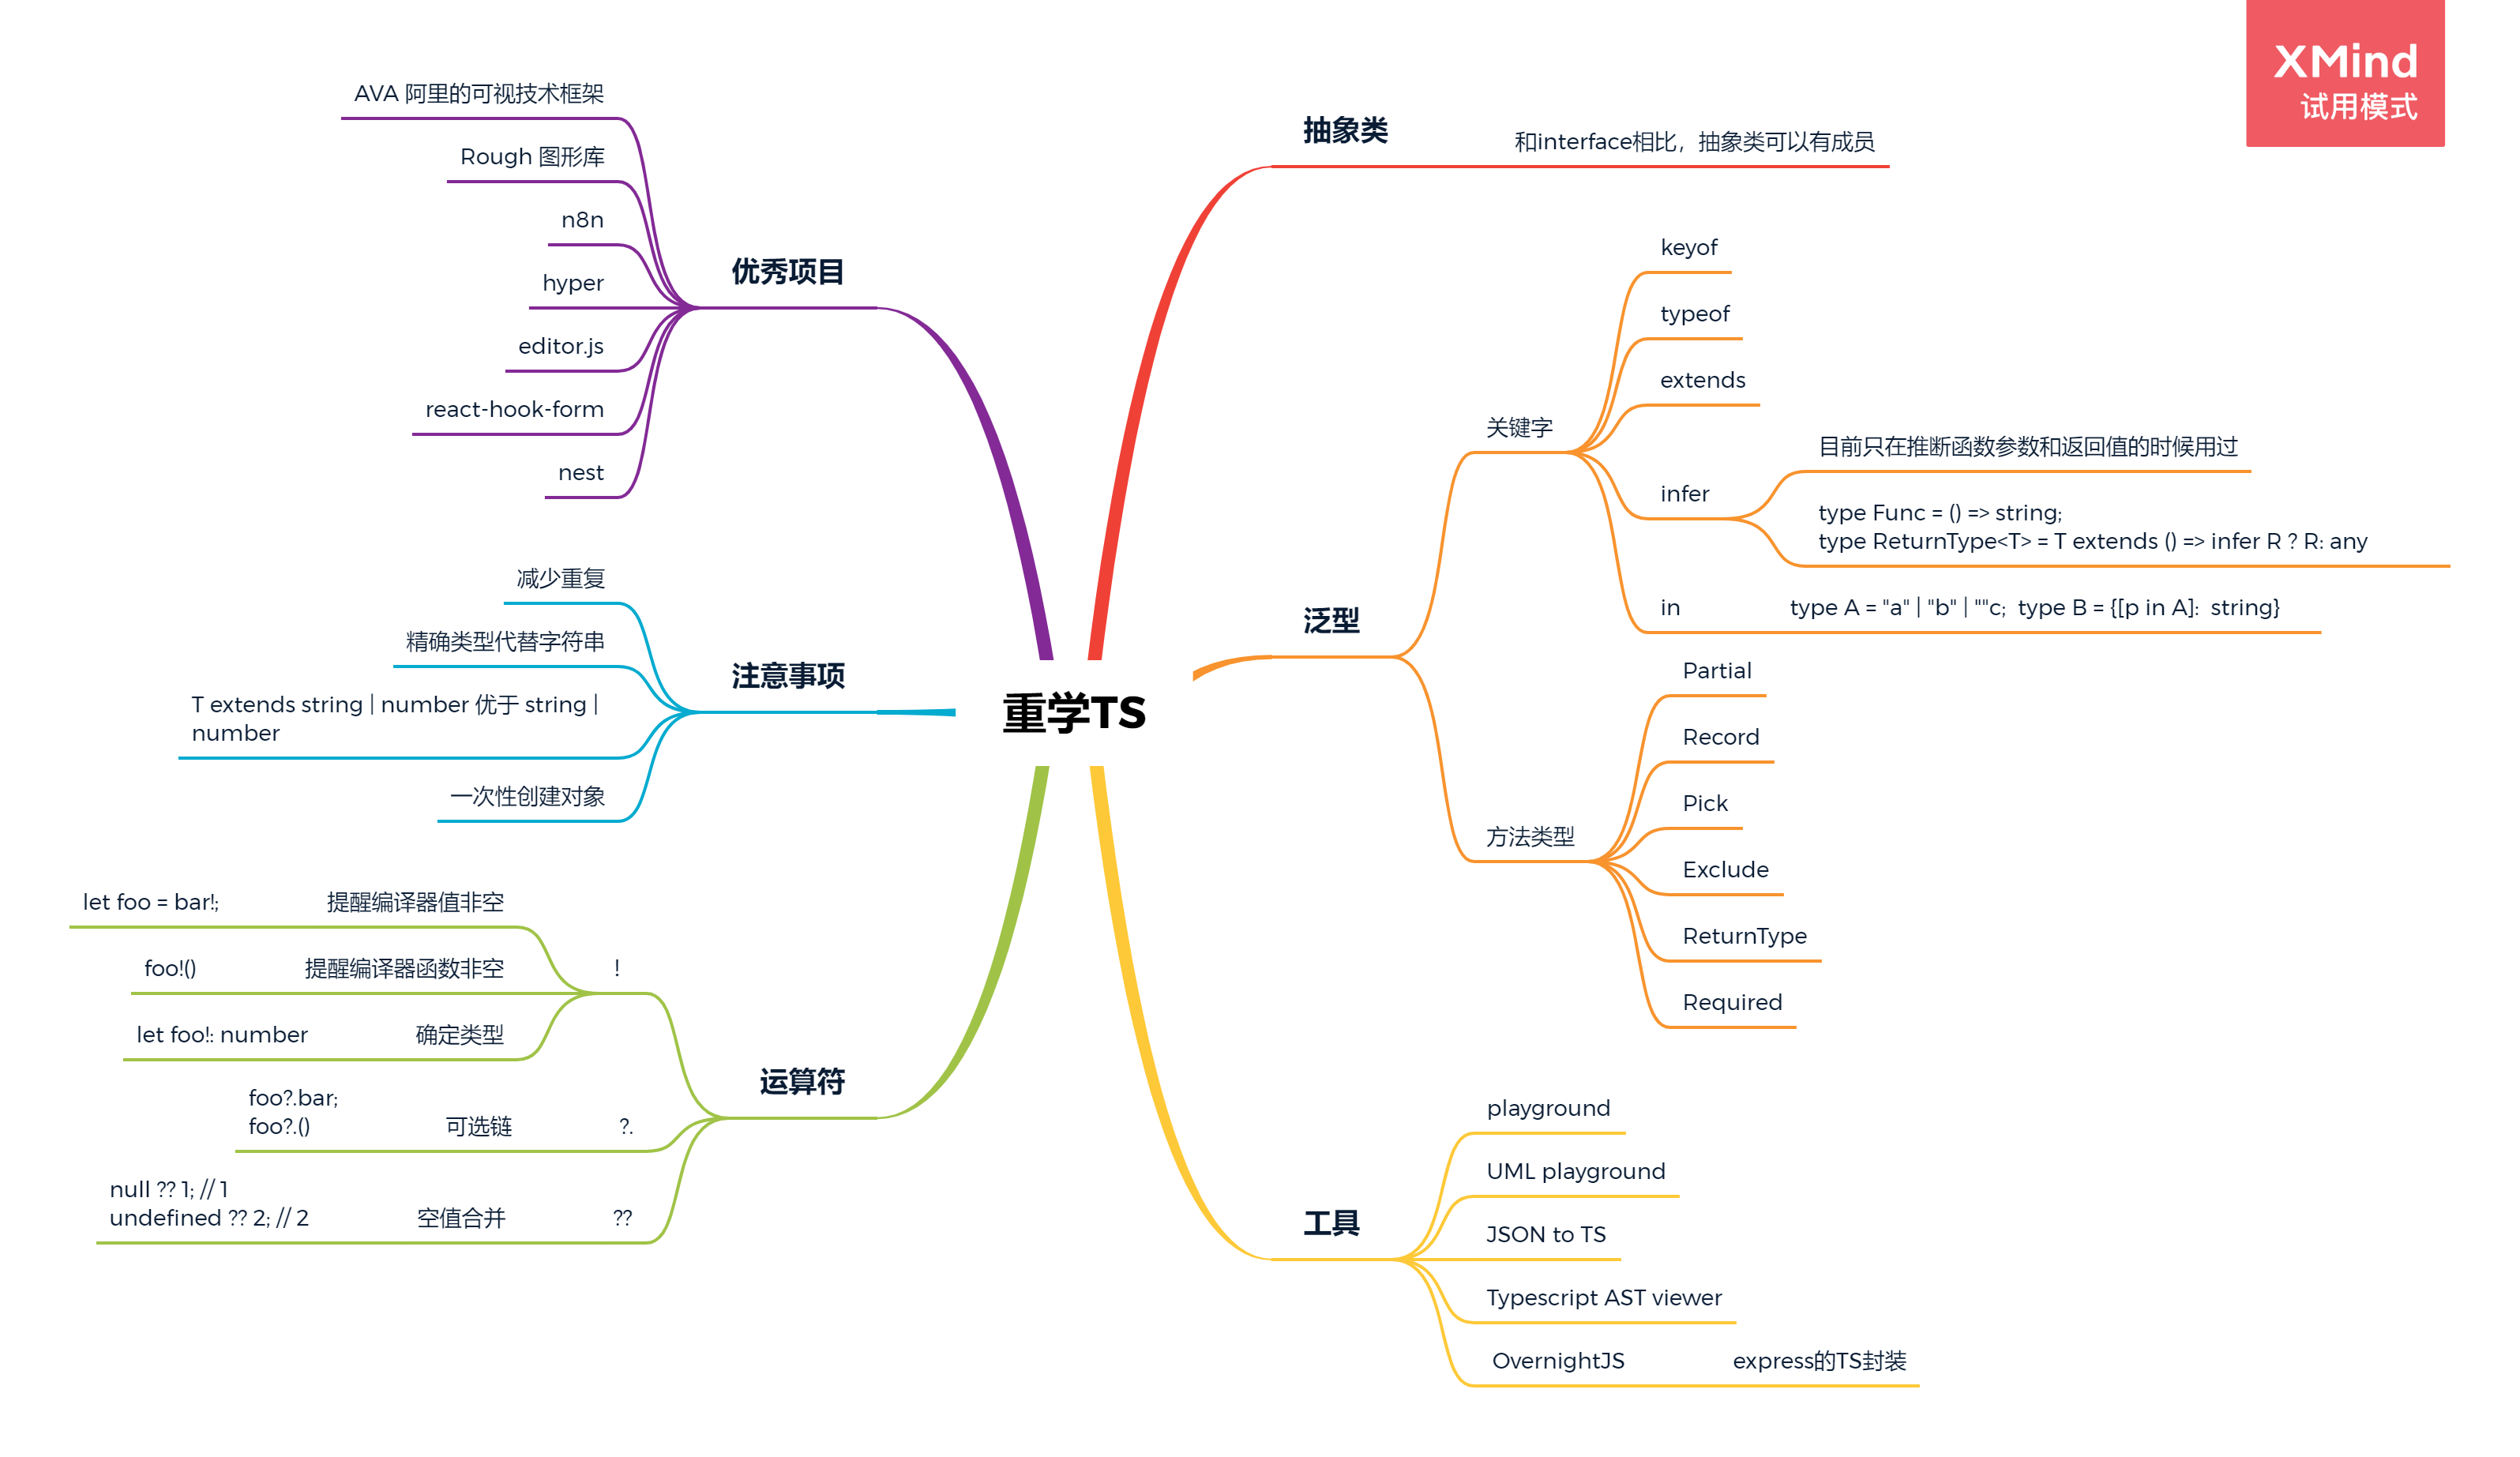 XMind
试用模式
重学TS
抽象类
和interface相比，抽象类可以有成员
泛型
关键字
keyof
typeof
extends
infer
目前只在推断函数参数和返回值的时候用过
type Func = () => string;
type ReturnType<T> = T extends () => infer R ? R: any
in
type A = "a" | "b" | ""c;  type B = {[p in A]:  string}
方法类型
Partial
Record
Pick
Exclude
ReturnType
Required
工具
playground
UML playground
JSON to TS
Typescript AST viewer
OvernightJS
express的TS封装
优秀项目
AVA 阿里的可视技术框架
Rough 图形库
n8n
hyper
editor.js
react-hook-form
nest
注意事项
减少重复
精确类型代替字符串
T extends string | number 优于 string |
number
一次性创建对象
运算符
!
提醒编译器值非空
let foo = bar!;
提醒编译器函数非空
foo!()
确定类型
let foo!: number
?.
可选链
foo?.bar;
foo?.()
??
空值合并
null ?? 1; // 1
undefined ?? 2; // 2